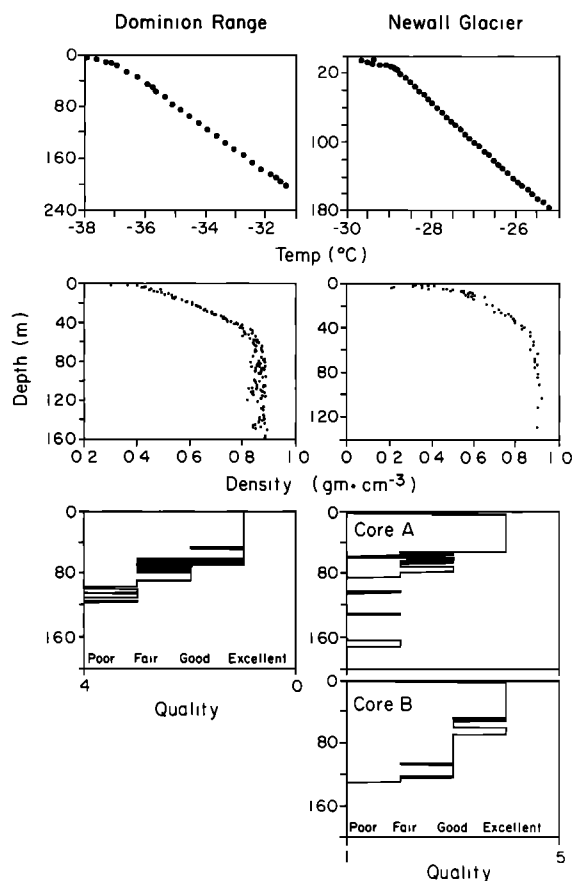 Dominion Range
Newall Glacier
0
80
160
240
-38 -36 -34 -32
20
100
180
-30 -28 -26
Temp (°C)
Depth (m)
0
40
80
120
160
0 2 0 4 0 6 0 8 1 0
0
40
80
120
0 2 0 4 0 6 0 8 1 0
Density (gm• cm-3)
0
80
160
Poor Fair Good Excellent
4 0
Quality
Core A
0
80
160
Core B
0
80
160
Poor Fair Good Excellent
1 5
Quality